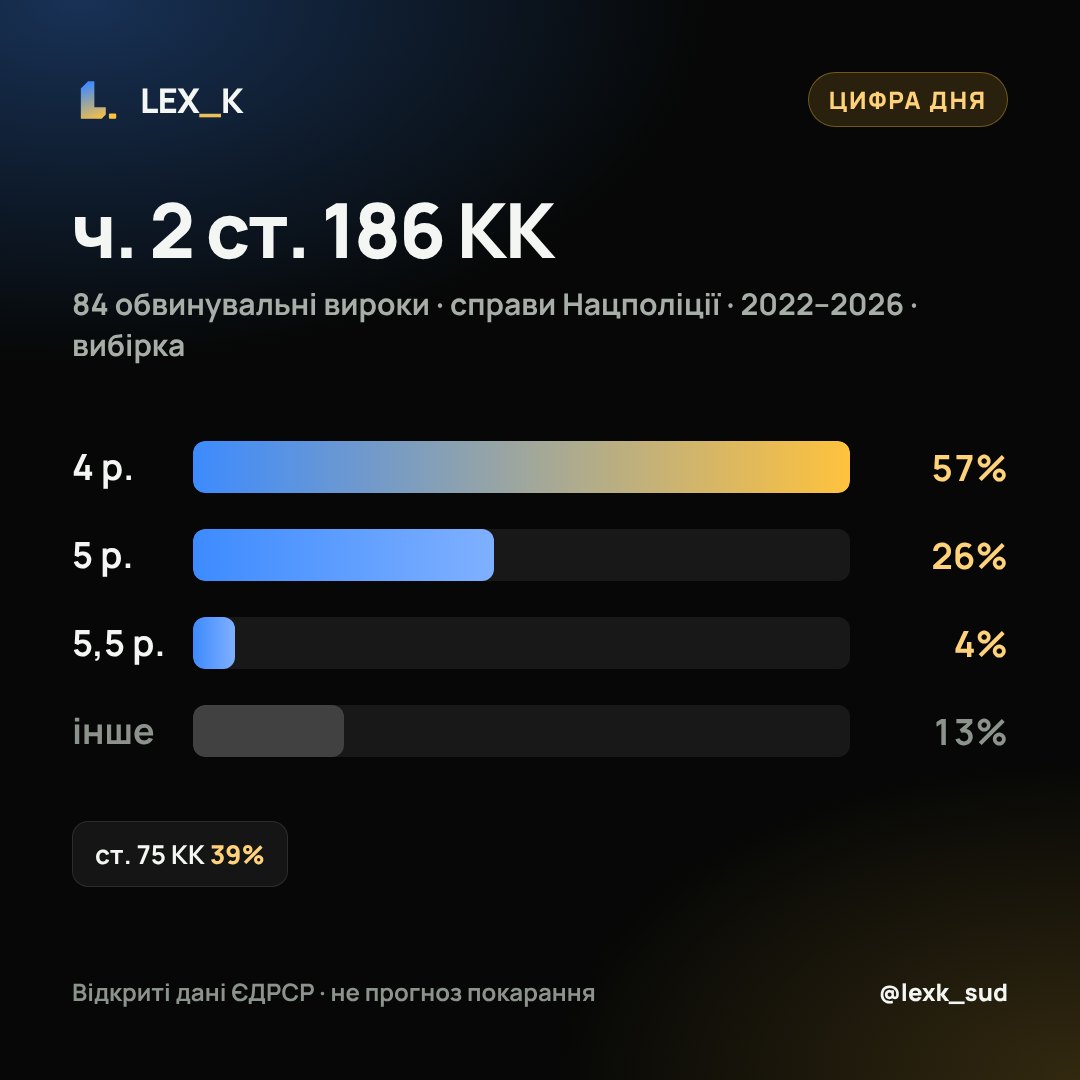 LEX_K
ЦИФРА ДНЯ
ч. 2 ст. 186 КК
84 обвинувальні вироки · справи Нацполіції · 2022–2026 ·
вибірка
4 р. 57%
5 р. 26%
5,5 р. 4%
інше 13%
ст. 75 КК 39%
Відкриті дані ЄДРСР · не прогноз покарання
@lexk_sud